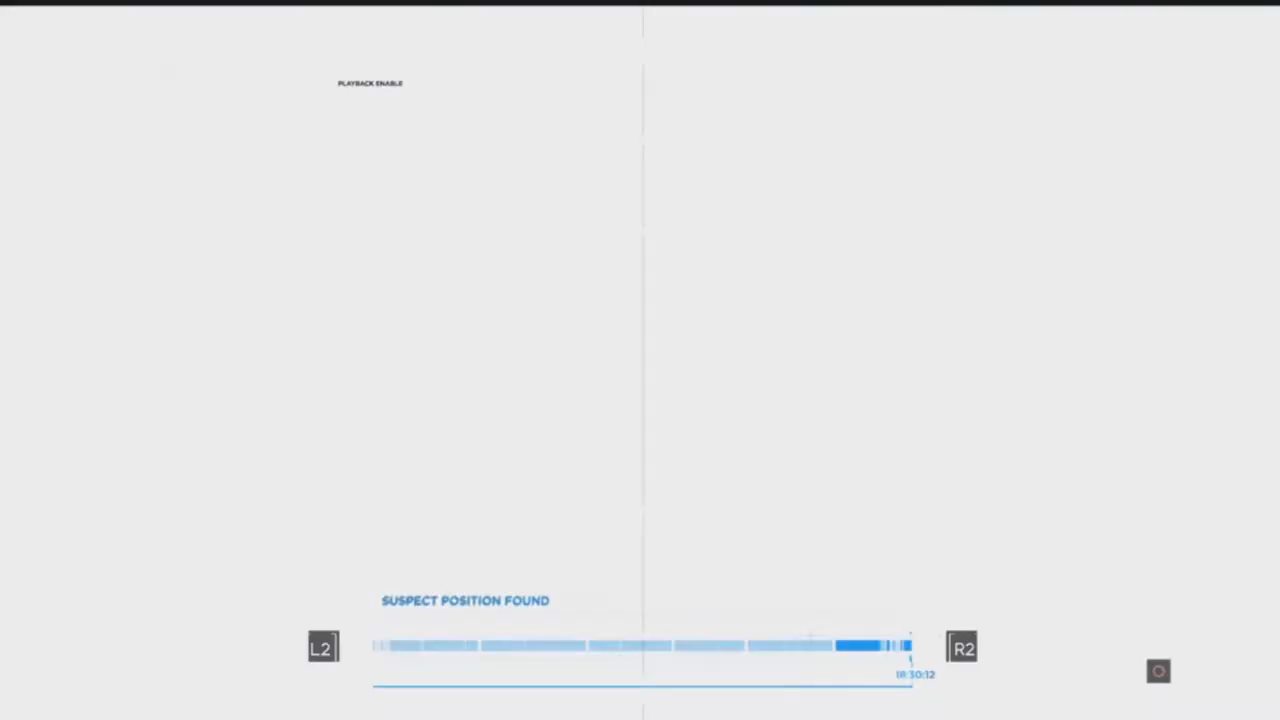 PLAYBACK ENABLE
SUSPECT POSITION FOUND
L2
R2
18:30:12